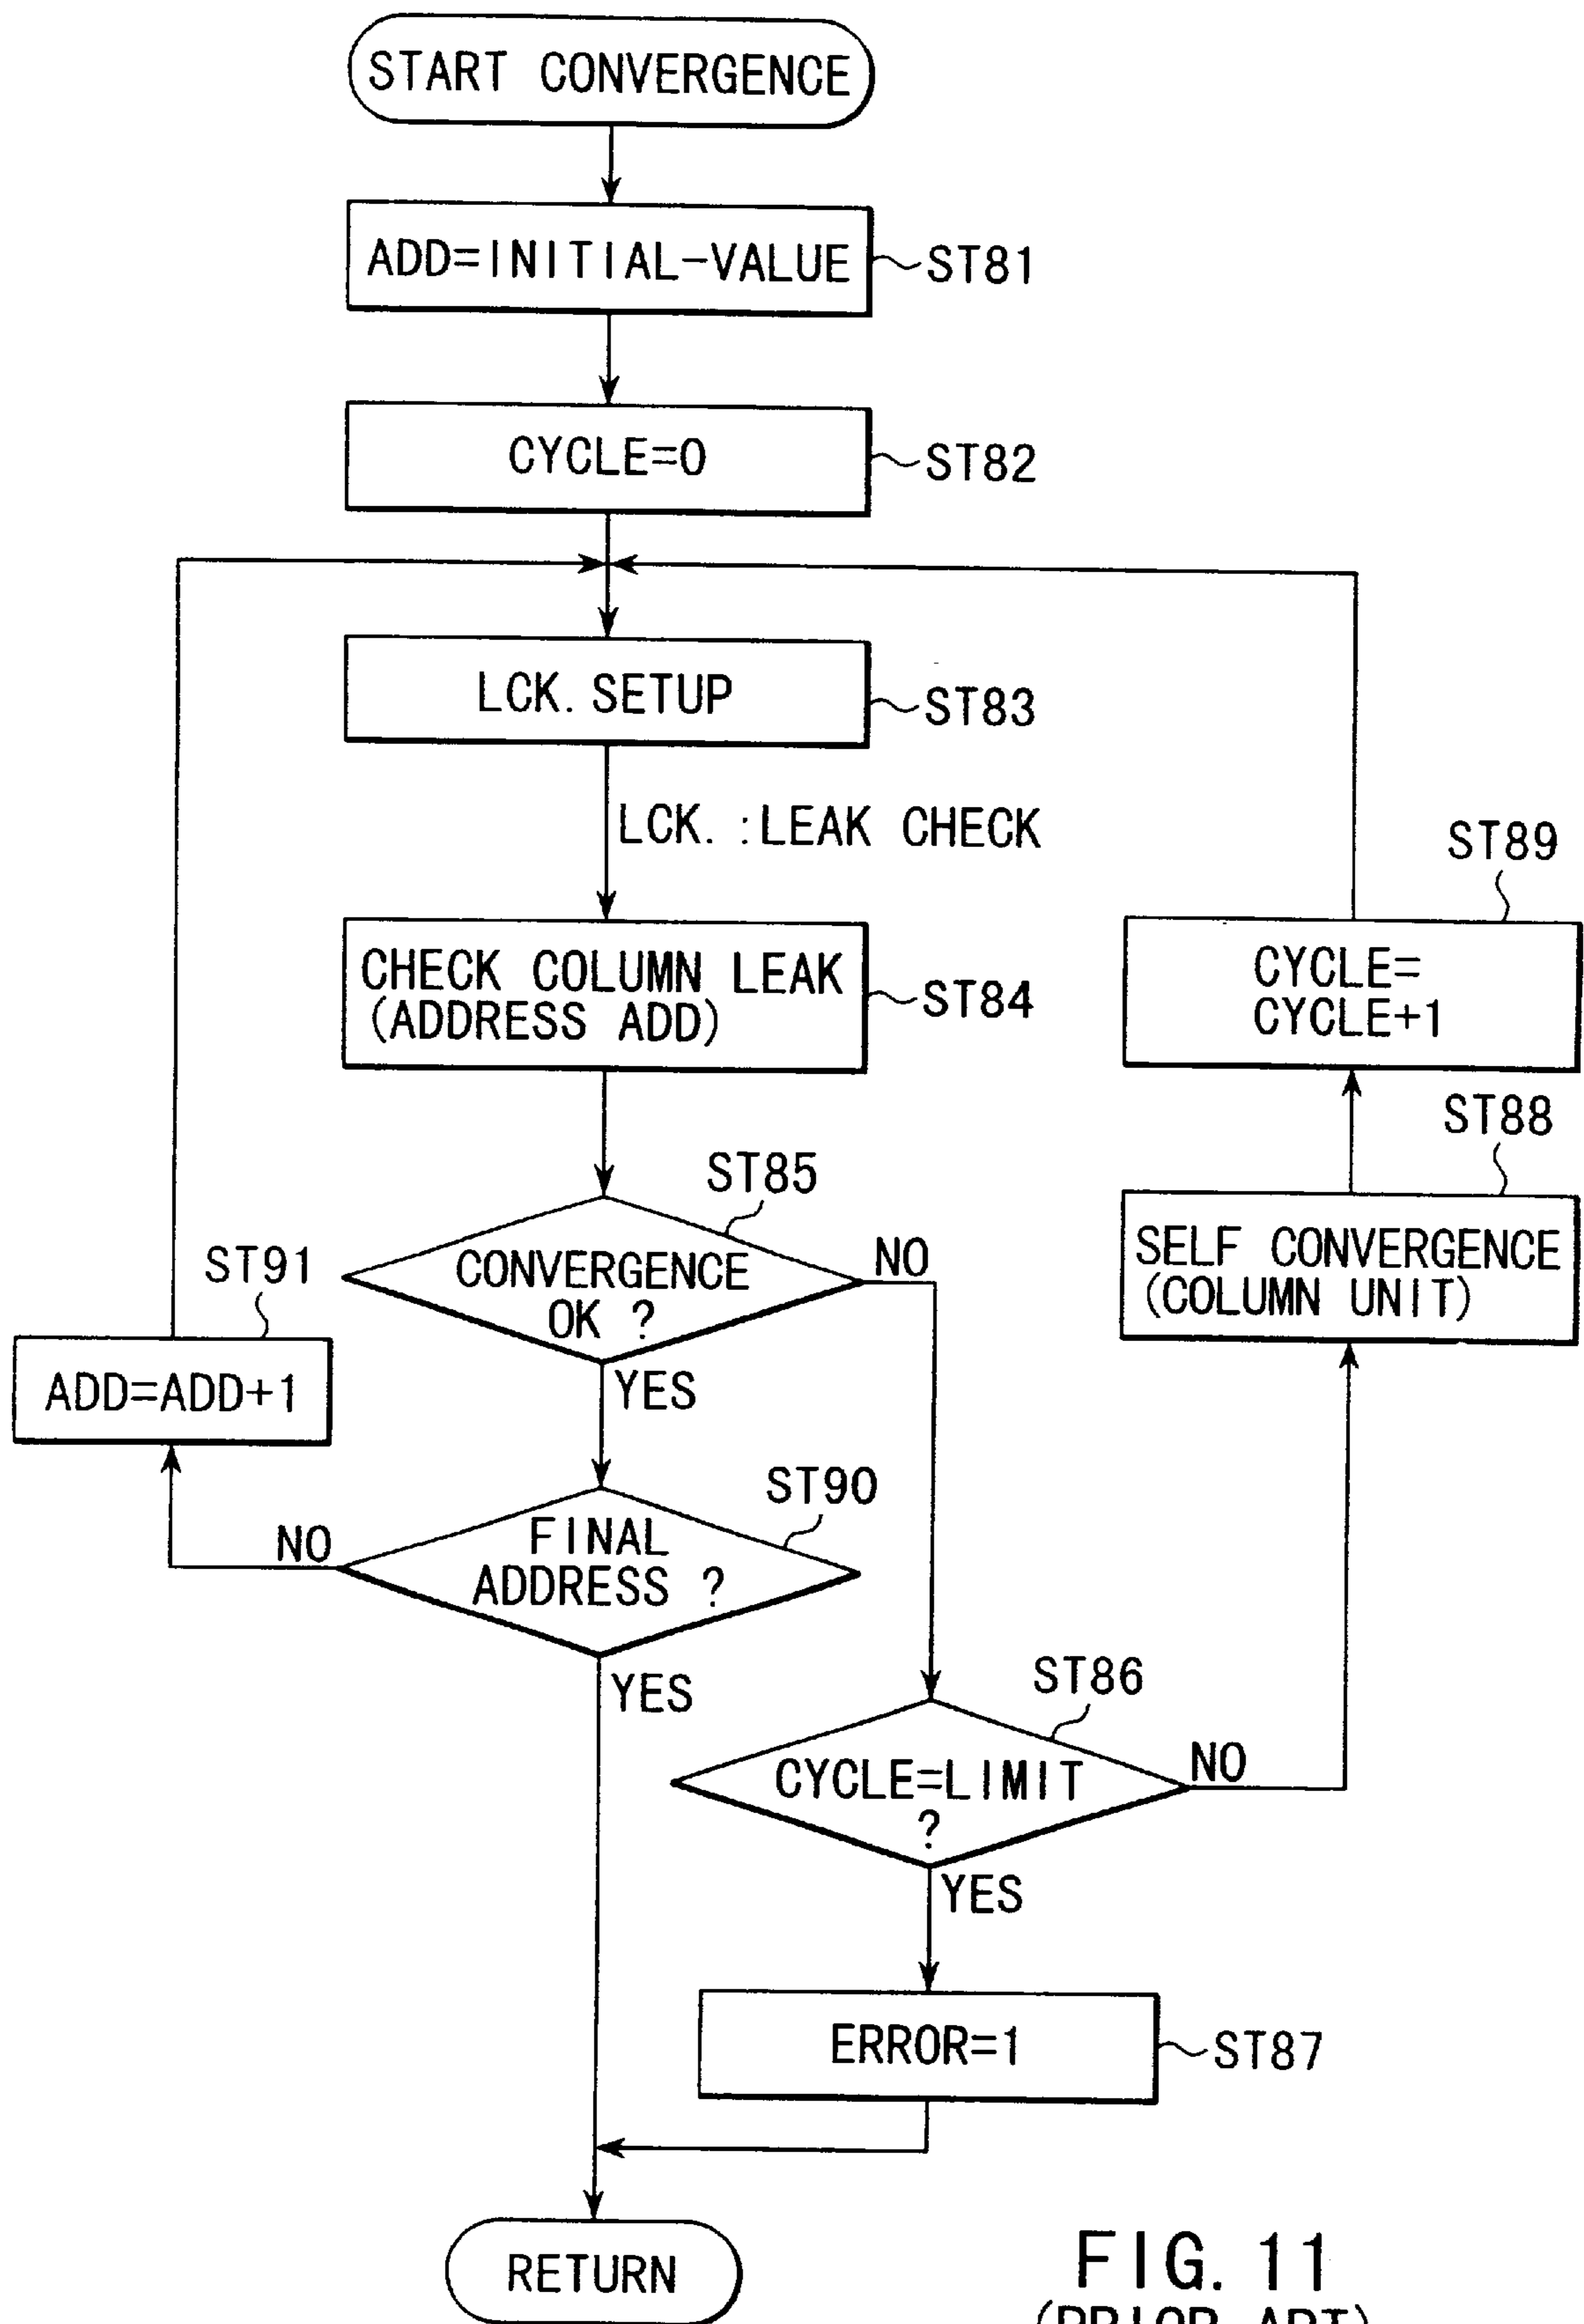 START CONVERGENCE
ADD=INITIAL-VALUE
ST81
CYCLE=0
ST82
LCK. SETUP
ST83
LCK. :LEAK CHECK
CHECK COLUMN LEAK
(ADDRESS ADD)
ST84
ST89
CYCLE=
CYCLE+1
ST88
SELF CONVERGENCE
(COLUMN UNIT)
ST85
CONVERGENCE
OK ?
NO
YES
ST91
ADD=ADD+1
ST90
FINAL
ADDRESS ?
NO
YES
ST86
CYCLE=LIMIT
?
NO
YES
ERROR=1
ST87
RETURN
FIG. 11
(PRIOR ART)